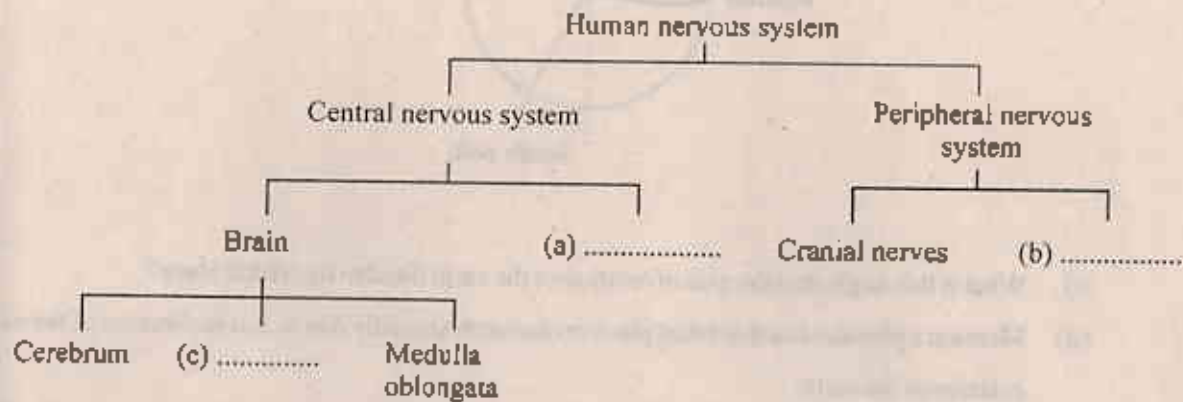 Human nervous system
Central nervous system
Peripheral nervous
system
Brain
(a) ....................
Cranial nerves
(b) ..................
Cerebrum
(c) ..............
Medulla
oblongata